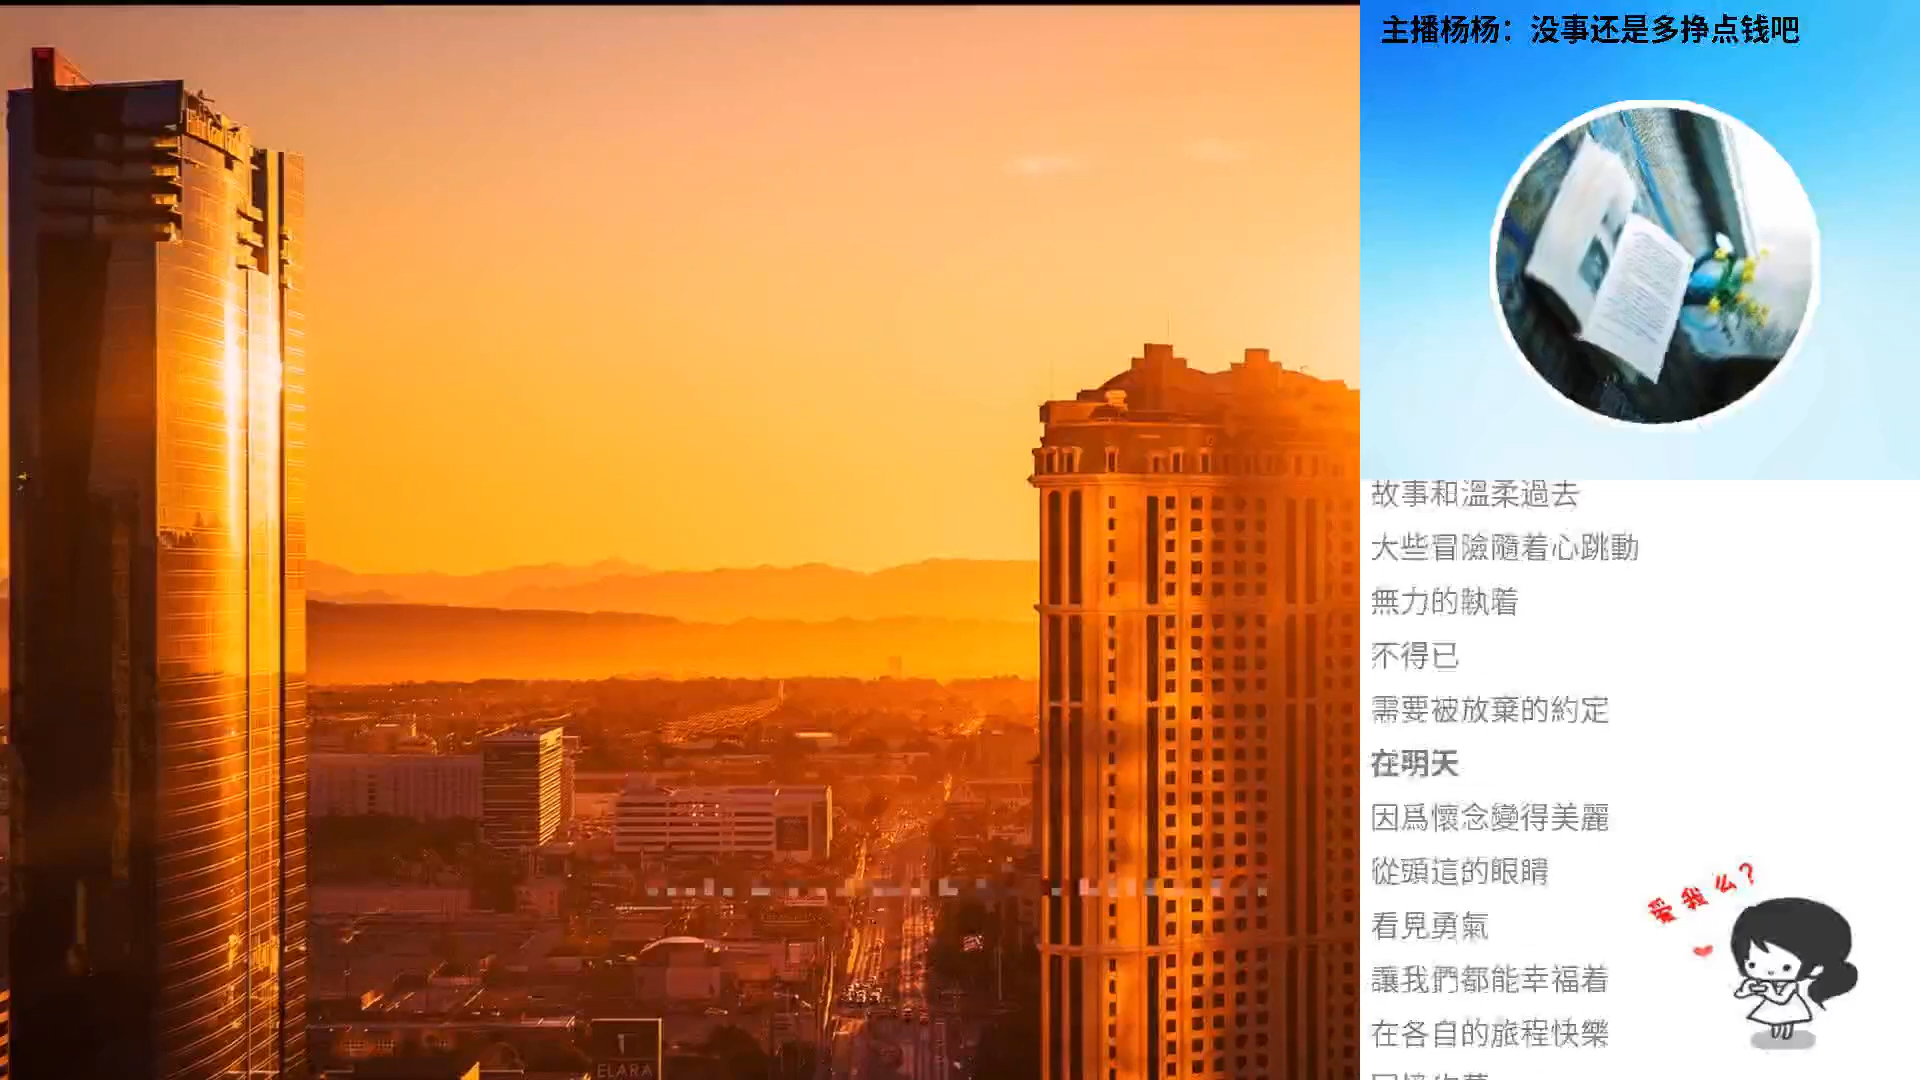 主播杨杨：没事还是多挣点钱吧
故事和溫柔過去
大些冒險隨着心跳動
無力的執着
不得已
需要被放棄的約定
在明天
因爲懷念變得美麗
從頭這的眼睛
看見勇氣
讓我們都能幸福着
在各自的旅程快樂
爱我么？
ELARA